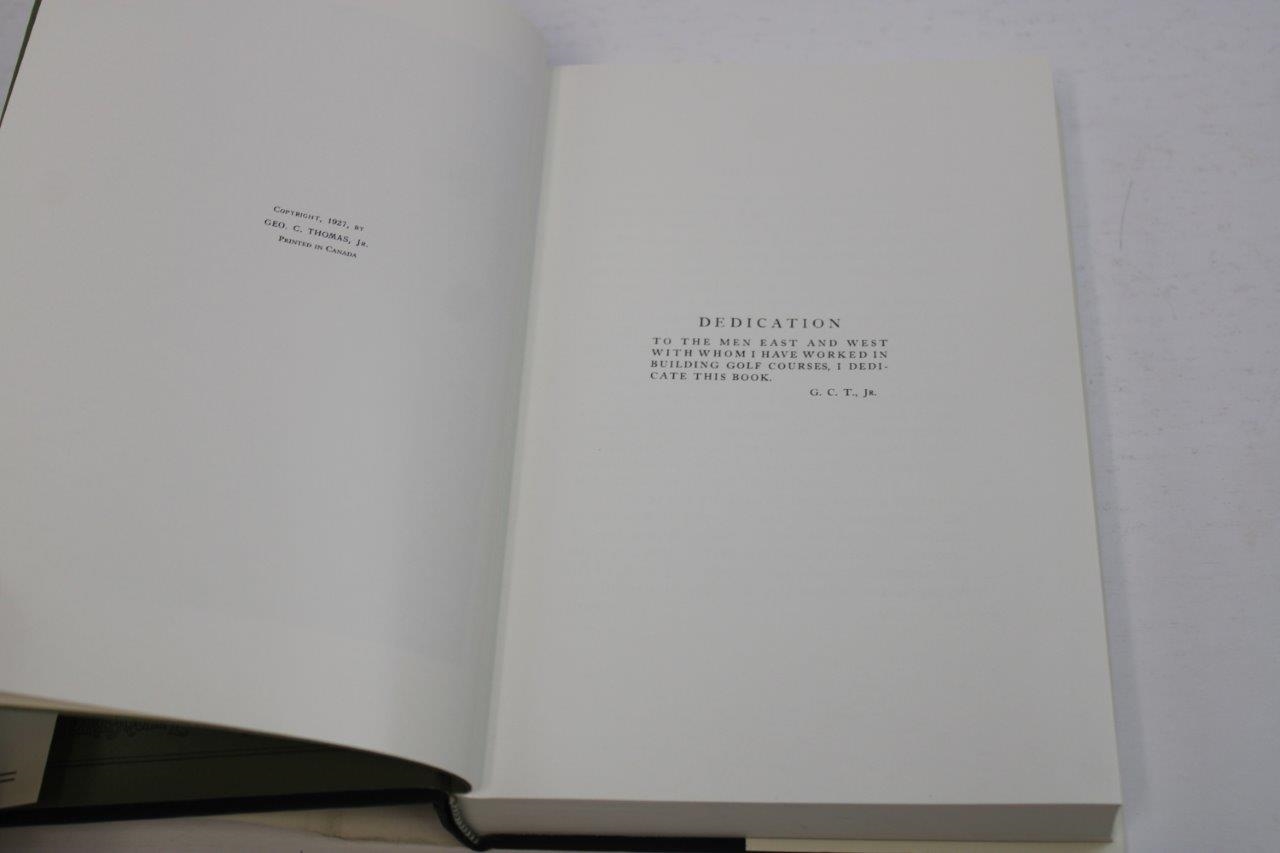 COPYRIGHT, 1927, BY
GEO. C. THOMAS, JR.
PRINTED IN CANADA
DEDICATION
TO THE MEN EAST AND WEST
WITH WHOM I HAVE WORKED IN
BUILDING GOLF COURSES, I DEDI-
CATE THIS BOOK.
G. C. T., JR.